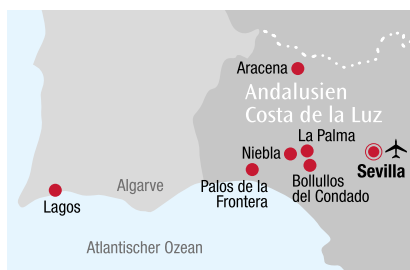 Aracena
Andalusien
Costa de la Luz
La Palma
Niebla
Sevilla
Bollullos
del Condado
Palos de la
Frontera
Algarve
Lagos
Atlantischer Ozean